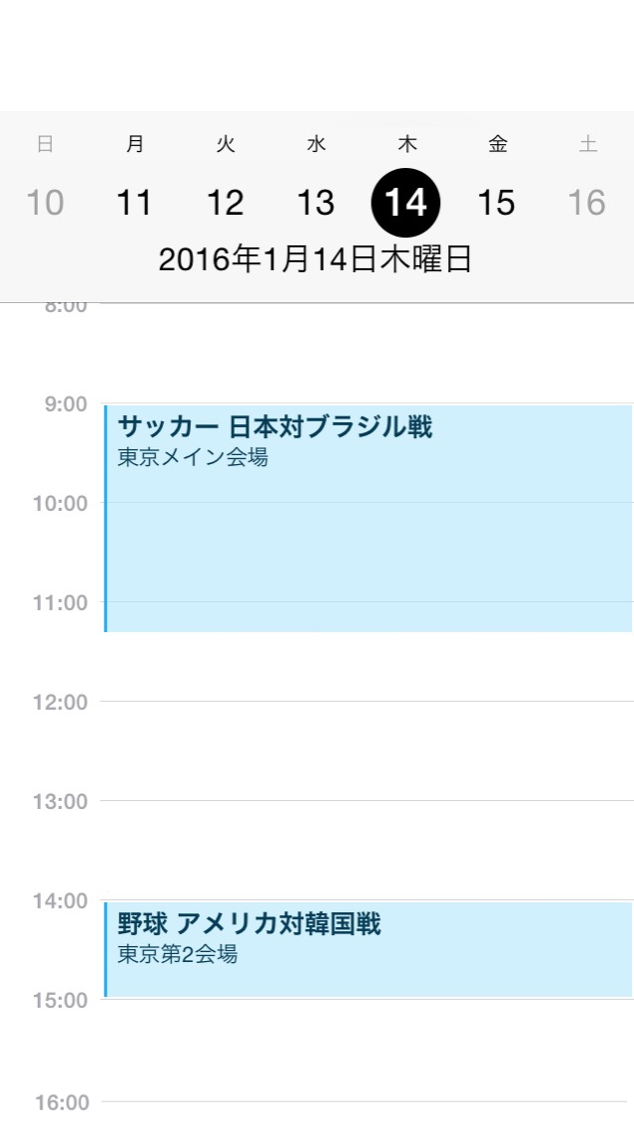 日 月 火 水 木 金 土
10 11 12 13 14 15 16
2016年1月14日木曜日
8:00
9:00
サッカー 日本対ブラジル戦
東京メイン会場
10:00
11:00
12:00
13:00
14:00
野球 アメリカ対韓国戦
東京第2会場
15:00
16:00